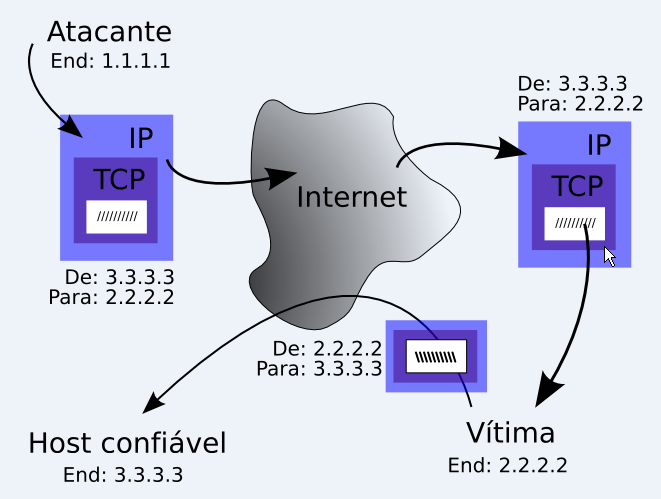 Atacante
End: 1.1.1.1
IP
TCP
//////////
De: 3.3.3.3
Para: 2.2.2.2
Internet
De: 3.3.3.3
Para: 2.2.2.2
IP
TCP
//////////
De: 2.2.2.2
Para: 3.3.3.3
\\\\\\\\\\
Host confiável
End: 3.3.3.3
Vítima
End: 2.2.2.2